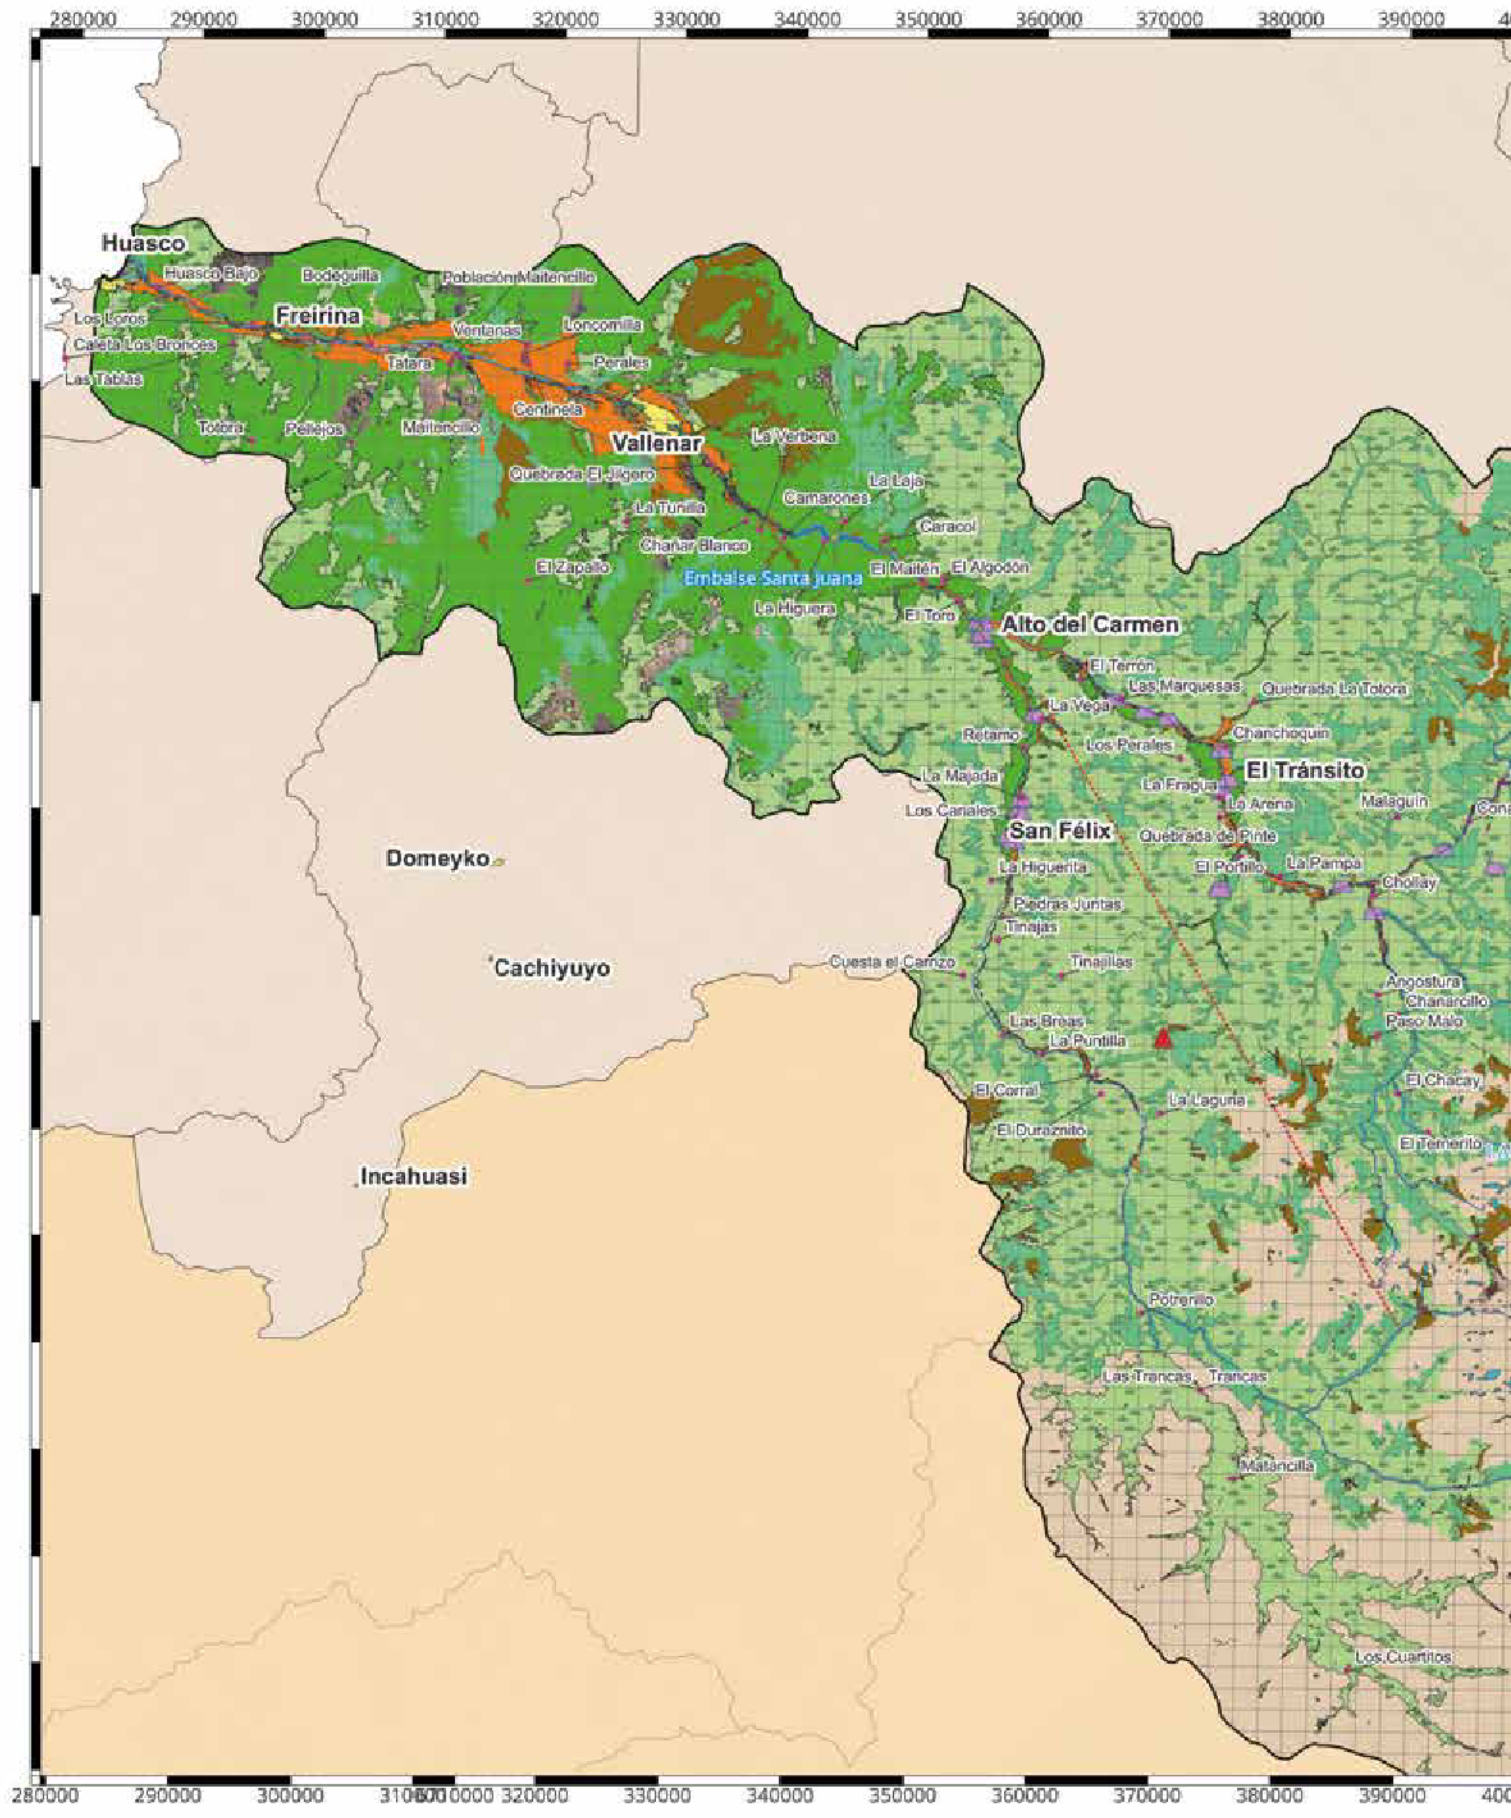 280000 290000 300000 310000 320000 330000 340000 350000 360000 370000 380000 390000
Huasco
Huasco Bajo
Bodeguilla
Maitencillo
Freirina
Los Loros
Ventanas
Loncomilla
Caleta Los Bronces
Tatara
Perales
Las Tablas
Centinela
Totora
Pellejos
Maitencillo
Vallenar
La Verbena
Quebrada El Jilgero
La Laja
Camarones
La Tunilla
Caracol
Chañar Blanco
El Zapallo
Embalse Santa Juana
El Maitén
El Algodón
La Higuera
El Toro
Alto del Carmen
El Terrón
Las Marquesas
Quebrada La Totora
La Vega
Retamo
Los Perales
Chanchoquin
La Majada
La Fragua
El Tránsito
Los Canales
La Arena
Malaguin
San Félix
Quebrada de Pinte
Domeyko
La Higuerita
El Portillo
La Pampa
Chollay
Piedras Juntas
Tinajas
Cachiyuyo
Cuesta el Carrizo
Tinajillas
Angostura
Chanarcillo
Las Breas
Paso Malo
La Puntilla
El Corral
El Chacay
La Laguna
El Duraznito
El Temerito
Incahuasi
Potrerillo
Las Trancas
Trancas
Matancilla
Los Cuartitos
280000 290000 300000 310000 320000 330000 340000 350000 360000 370000 380000 390000